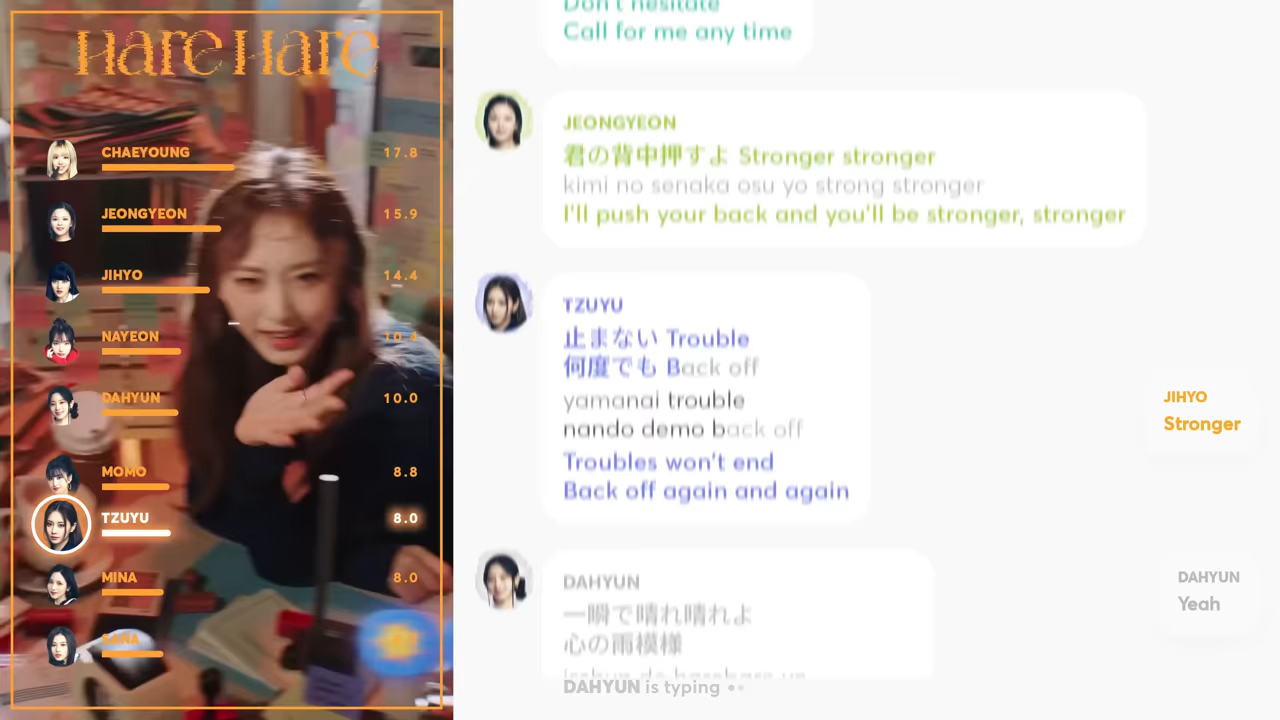 Hare Hare
CHAEYOUNG 17.8
JEONGYEON 15.9
JIHYO 14.4
NAYEON 10.4
DAHYUN 10.0
MOMO 8.8
TZUYU 8.0
MINA 8.0
SANA
Don't hesitate
Call for me any time
JEONGYEON
君の背中押すよ Stronger stronger
kimi no senaka osu yo strong stronger
I'll push your back and you'll be stronger, stronger
TZUYU
止まない Trouble
何度でも Back off
yamanai trouble
nando demo back off
Troubles won't end
Back off again and again
JIHYO
Stronger
DAHYUN
一瞬で晴れ晴れよ
心の雨模様
DAHYUN
Yeah
DAHYUN is typing